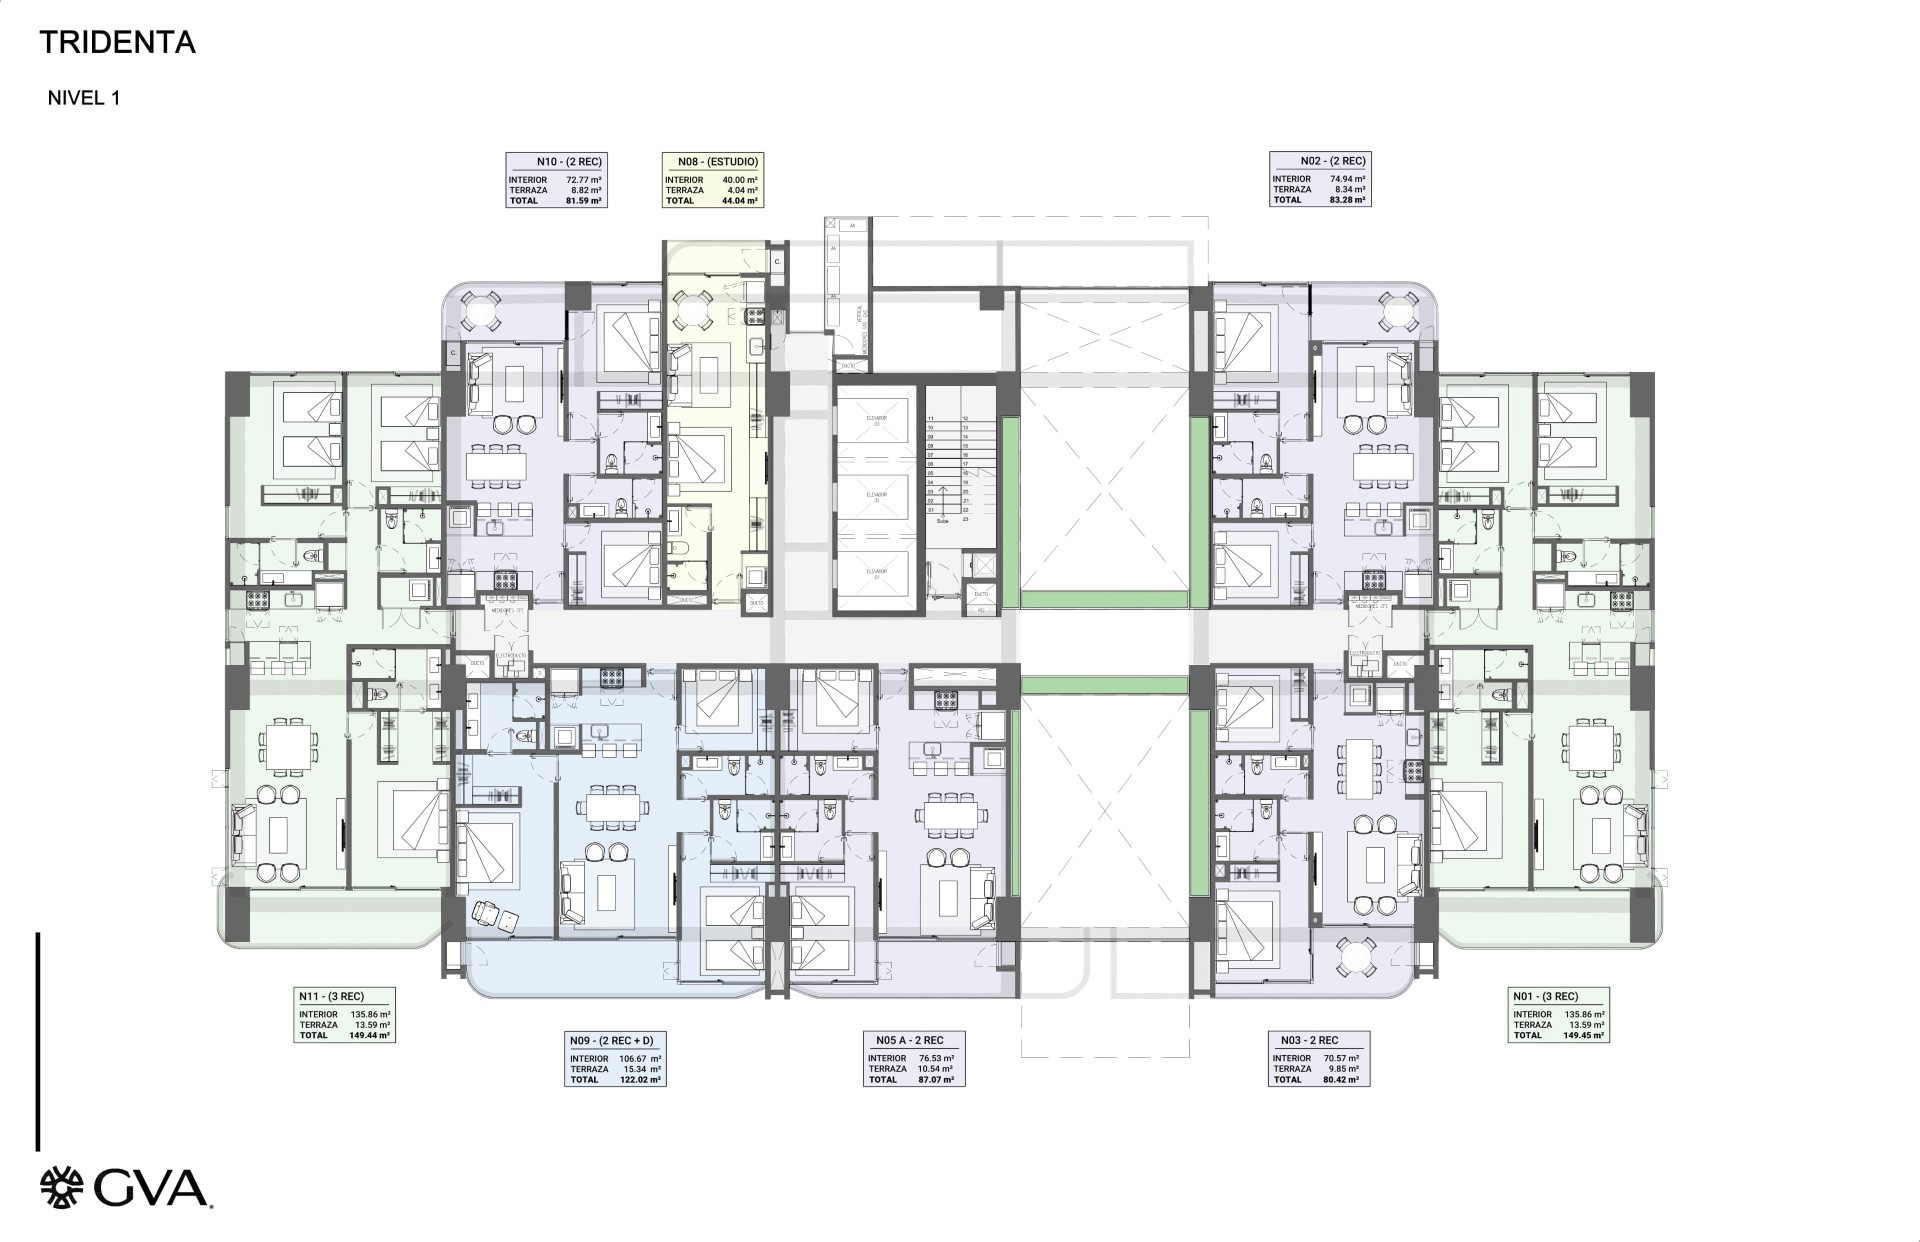 TRIDENTA
NIVEL 1
N10 - (2 REC)
INTERIOR 72.77 m²
TERRAZA 8.82 m²
TOTAL 81.59 m²
N08 - (ESTUDIO)
INTERIOR 40.00 m²
TERRAZA 4.04 m²
TOTAL 44.04 m²
N02 - (2 REC)
INTERIOR 74.94 m²
TERRAZA 8.34 m²
TOTAL 83.28 m²
C.
C.
DUCTO
ELEVADOR
03
ELEVADOR
02
ELEVADOR
01
11 12
10 13
09 14
08 15
07 16
06 17
05 18
04 19
03 20
02 21
01 22
Sube 23
DUCTO
DUCTO
DUCTO
MEDIDORES CFE
MEDIDORES CFE
DUCTO
ELECTRODUCTO
ELECTRODUCTO
DUCTO
N11 - (3 REC)
INTERIOR 135.86 m²
TERRAZA 13.59 m²
TOTAL 149.44 m²
N01 - (3 REC)
INTERIOR 135.86 m²
TERRAZA 13.59 m²
TOTAL 149.45 m²
N09 - (2 REC + D)
INTERIOR 106.67 m²
TERRAZA 15.34 m²
TOTAL 122.02 m²
N05 A - 2 REC
INTERIOR 76.53 m²
TERRAZA 10.54 m²
TOTAL 87.07 m²
N03 - 2 REC
INTERIOR 70.57 m²
TERRAZA 9.85 m²
TOTAL 80.42 m²
GVA